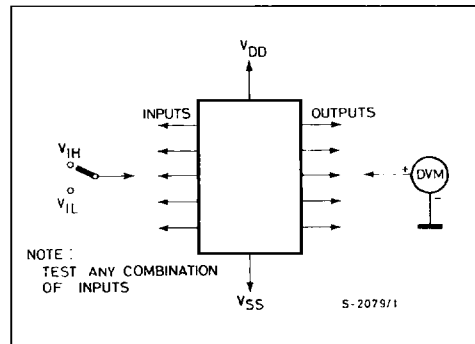 VDD
INPUTS
OUTPUTS
VIH
VIL
+
DVM
-
NOTE :
TEST ANY COMBINATION
OF INPUTS
VSS
S-2079/1